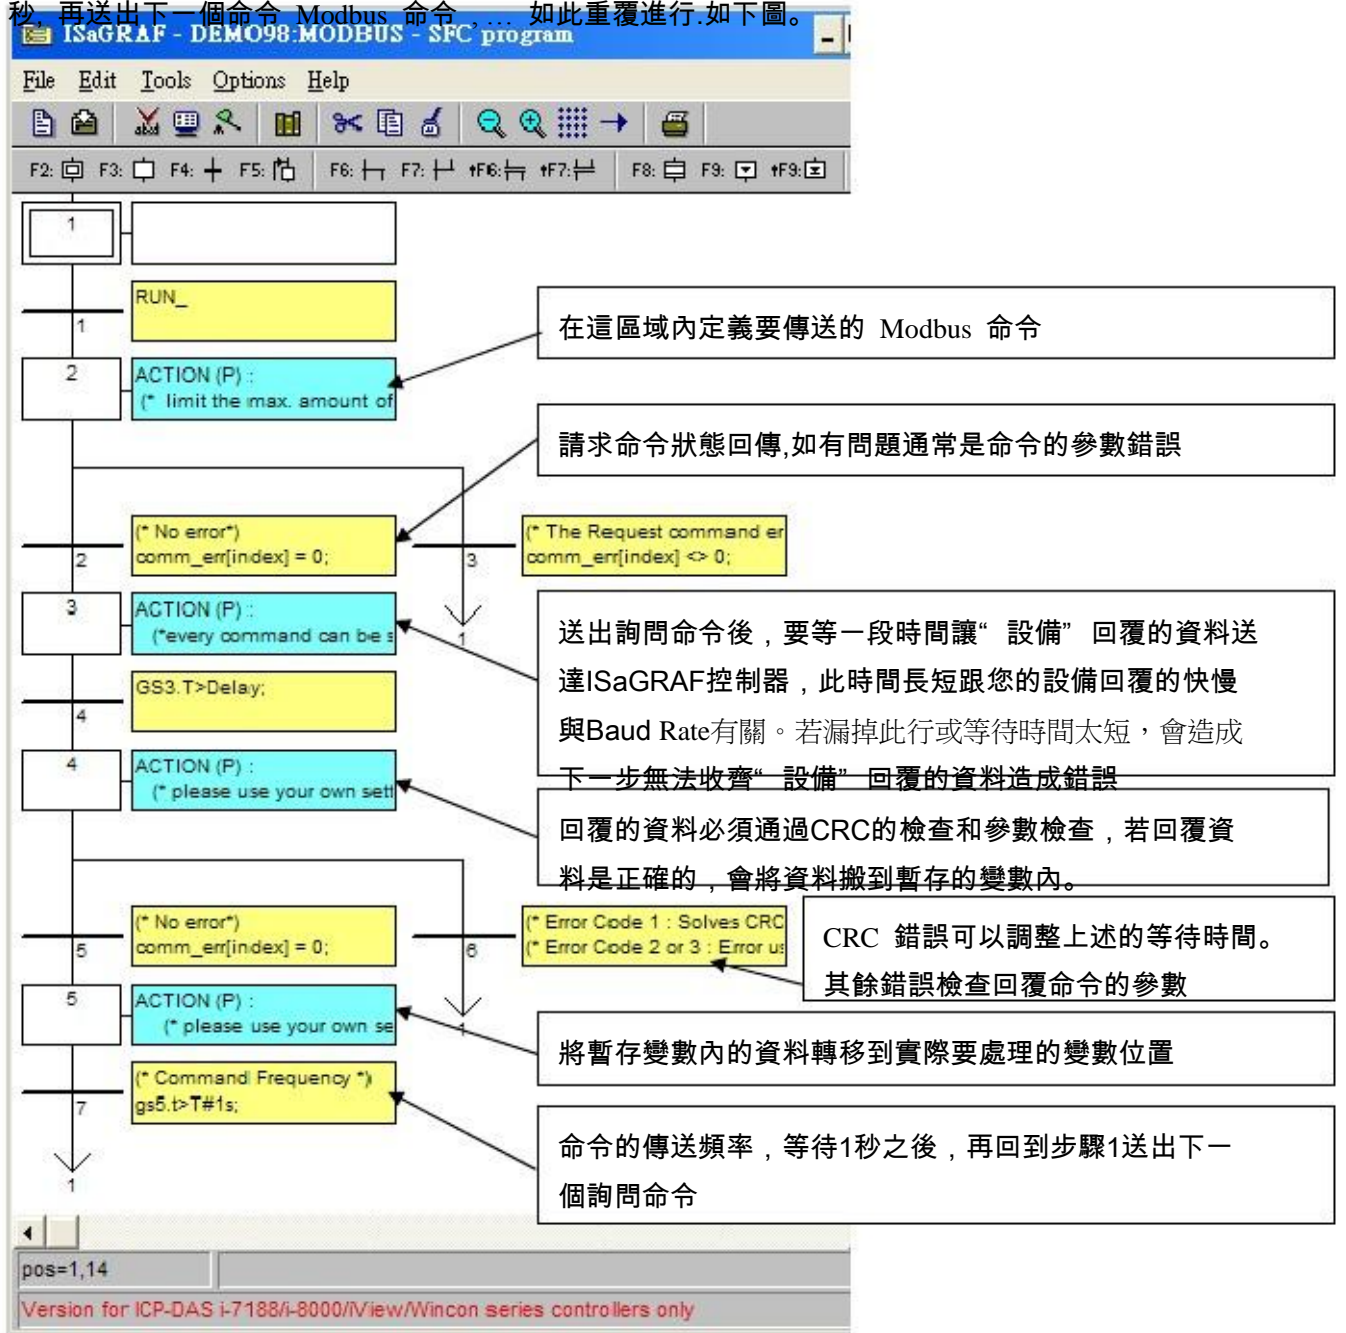 秒, 再送出下一個命令 Modbus 命令 , … 如此重覆進行.如下圖。
ISaGRAF - DEMO98:MODBUS - SFC program
File Edit Tools Options Help
F2: F3: F4: F5: F6: F7: ↑F6: ↑F7: F8: F9: ↑F9:
1
RUN_
1
在這區域內定義要傳送的 Modbus 命令
2
ACTION (P) :
(* limit the max. amount of
請求命令狀態回傳,如有問題通常是命令的參數錯誤
(* No error*)
comm_err[index] = 0;
2
(* The Request command er
comm_err[index] <> 0;
3
1
3
ACTION (P) :
(*every command can be s
送出詢問命令後，要等一段時間讓“ 設備” 回覆的資料送
達ISaGRAF控制器，此時間長短跟您的設備回覆的快慢
與Baud Rate有關。若漏掉此行或等待時間太短，會造成
下一步無法收齊“ 設備” 回覆的資料造成錯誤
GS3.T>Delay;
4
4
ACTION (P) :
(* please use your own sett
回覆的資料必須通過CRC的檢查和參數檢查，若回覆資
料是正確的，會將資料搬到暫存的變數內。
(* No error*)
comm_err[index] = 0;
5
(* Error Code 1 : Solves CRC
(* Error Code 2 or 3 : Error us
6
1
CRC 錯誤可以調整上述的等待時間。
其餘錯誤檢查回覆命令的參數
5
ACTION (P) :
(* please use your own se
將暫存變數內的資料轉移到實際要處理的變數位置
(* Command Frequency *)
gs5.t>T#1s;
7
1
命令的傳送頻率，等待1秒之後，再回到步驟1送出下一
個詢問命令
pos=1,14
Version for ICP-DAS i-7188/i-8000/iView/Wincon series controllers only